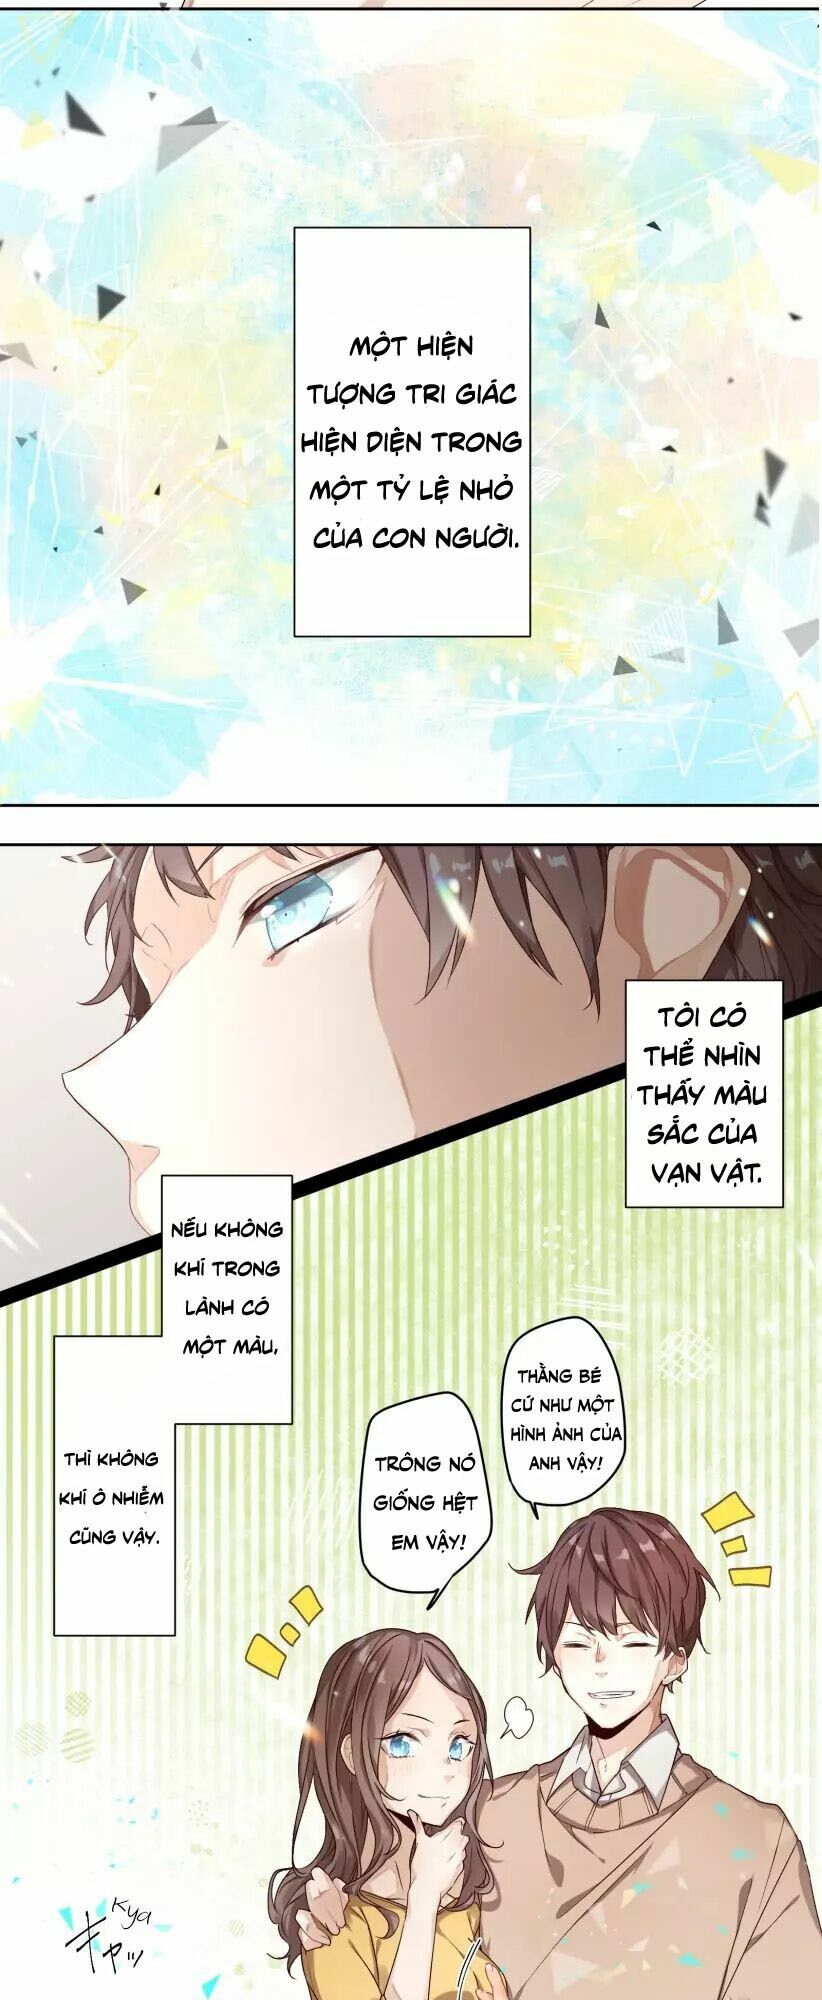 MỘT HIỆN
TƯỢNG TRI GIÁC
HIỆN DIỆN TRONG
MỘT TỶ LỆ NHỎ
CỦA CON NGƯỜI.
TÔI CÓ
THỂ NHÌN
THẤY MÀU
SẮC CỦA
VẠN VẬT.
NẾU KHÔNG
KHÍ TRONG
LÀNH CÓ
MỘT MÀU,
THÌ KHÔNG
KHÍ Ô NHIỄM
CŨNG VẬY.
THẰNG BÉ
CỨ NHƯ MỘT
HÌNH ẢNH CỦA
ANH VẬY!
TRÔNG NÓ
GIỐNG HỆT
EM VẬY!
Kya
キャッ